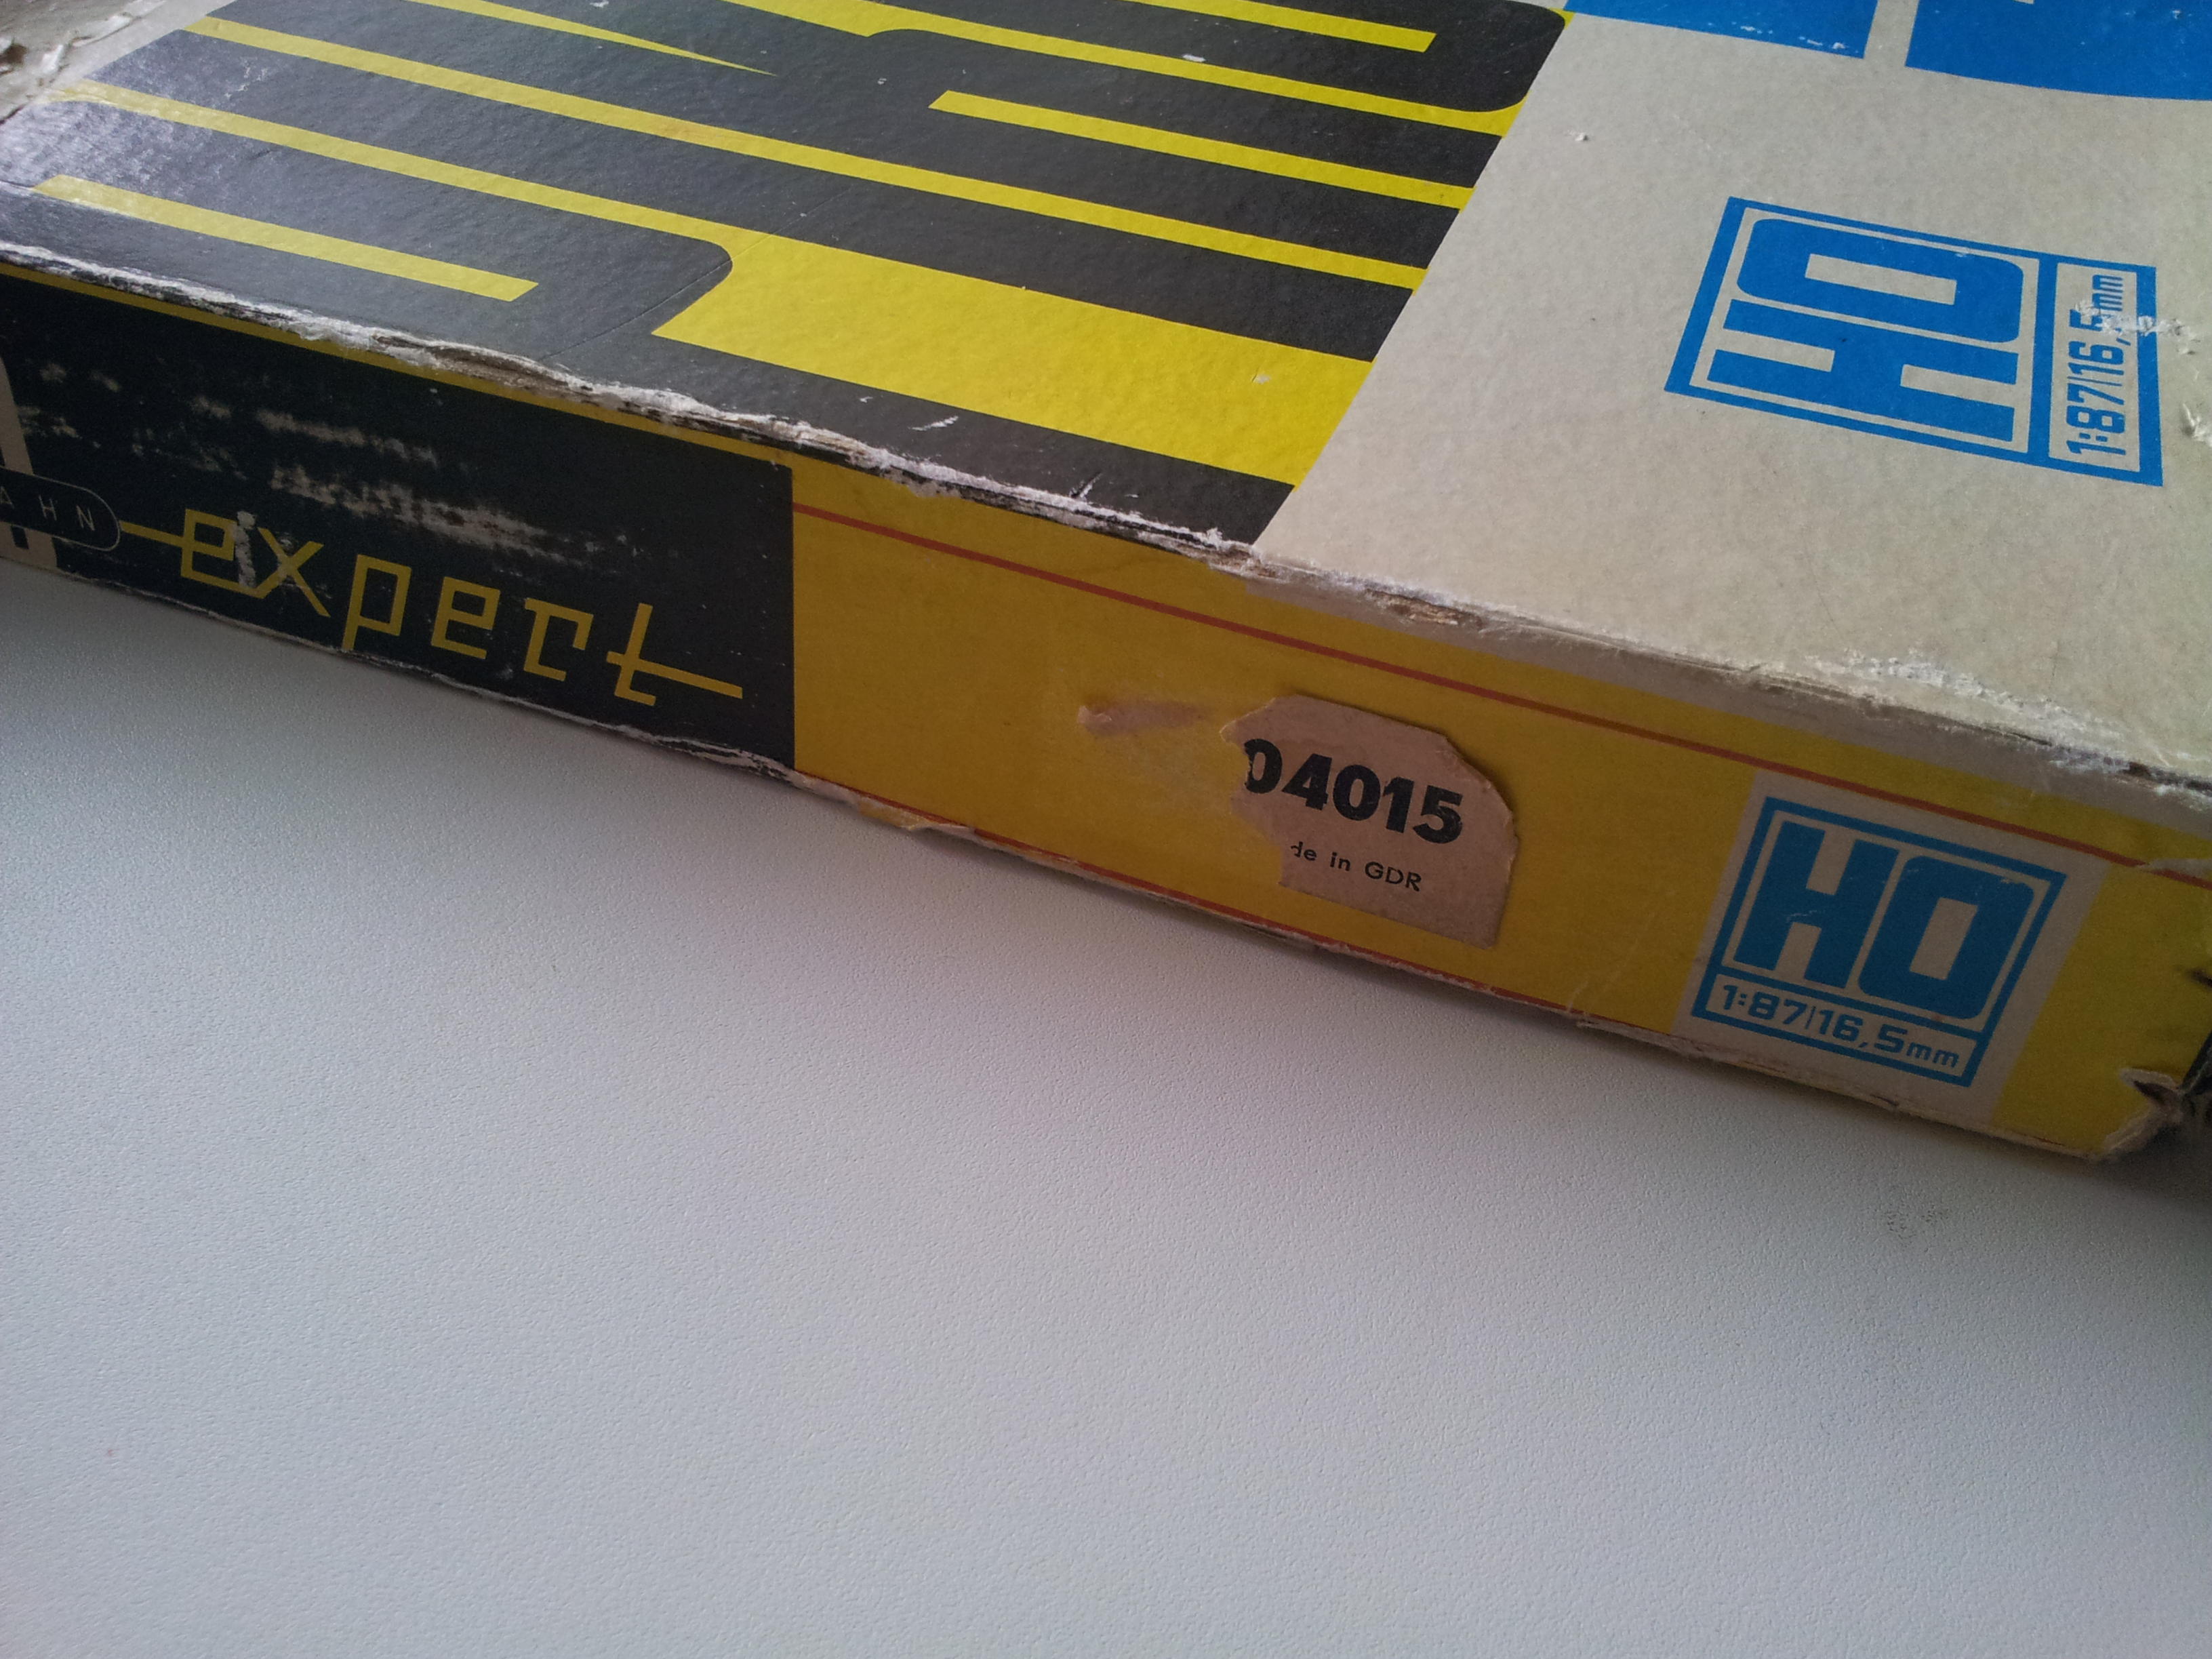 HO
1:87/16,5mm
AHN
expert
04015
de in GDR
HO
1:87/16,5mm